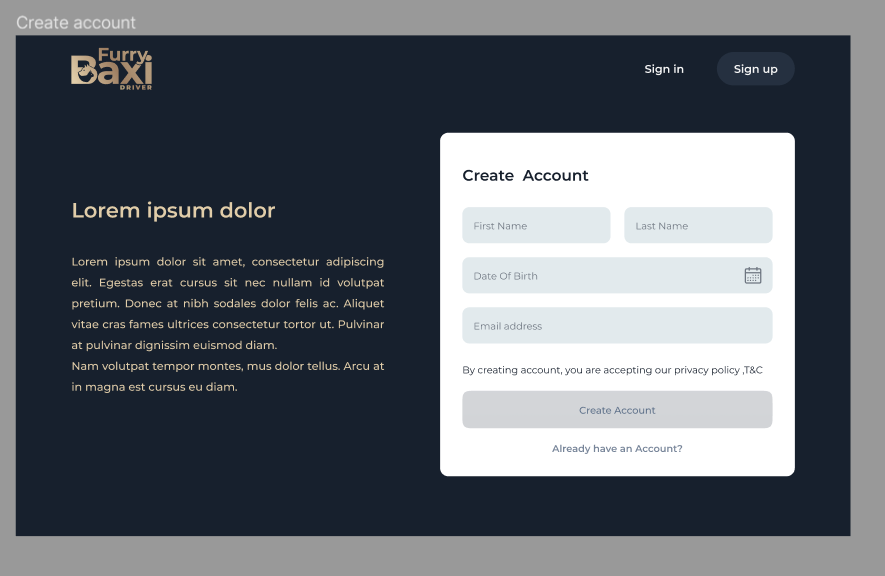 Create account
Furry
Baxi
DRIVER
Sign in
Sign up
Lorem ipsum dolor
Lorem ipsum dolor sit amet, consectetur adipiscing
elit. Egestas erat cursus sit nec nullam id volutpat
pretium. Donec at nibh sodales dolor felis ac. Aliquet
vitae cras fames ultrices consectetur tortor ut. Pulvinar
at pulvinar dignissim euismod diam.
Nam volutpat tempor montes, mus dolor tellus. Arcu at
in magna est cursus eu diam.
Create Account
First Name
Last Name
Date Of Birth
Email address
By creating account, you are accepting our privacy policy ,T&C
Create Account
Already have an Account?